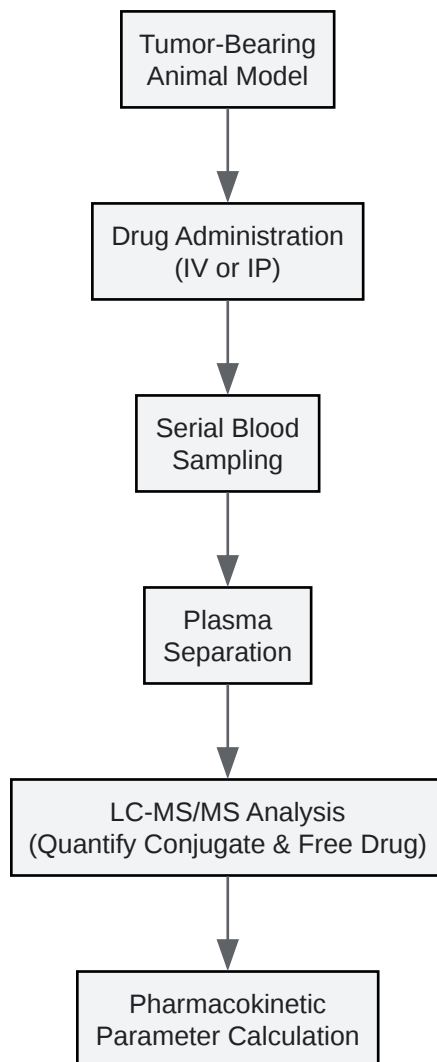 Tumor-Bearing
Animal Model
Drug Administration
(IV or IP)
Serial Blood
Sampling
Plasma
Separation
LC-MS/MS Analysis
(Quantify Conjugate & Free Drug)
Pharmacokinetic
Parameter Calculation